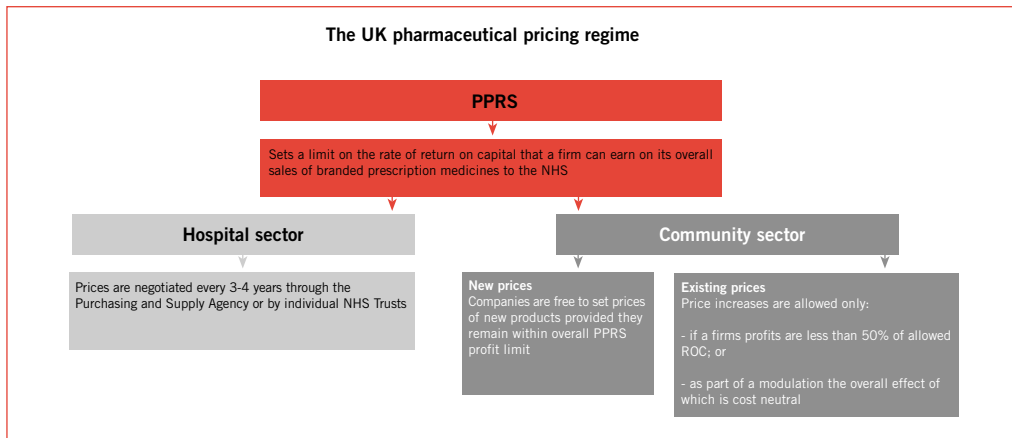 The UK pharmaceutical pricing regime
PPRS
Sets a limit on the rate of return on capital that a firm can earn on its overall
sales of branded prescription medicines to the NHS
Hospital sector
Prices are negotiated every 3-4 years through the
Purchasing and Supply Agency or by individual NHS Trusts
Community sector
New prices
Companies are free to set prices
of new products provided they
remain within overall PPRS
profit limit
Existing prices
Price increases are allowed only:
- if a firms profits are less than 50% of allowed
ROC; or
- as part of a modulation the overall effect of
which is cost neutral